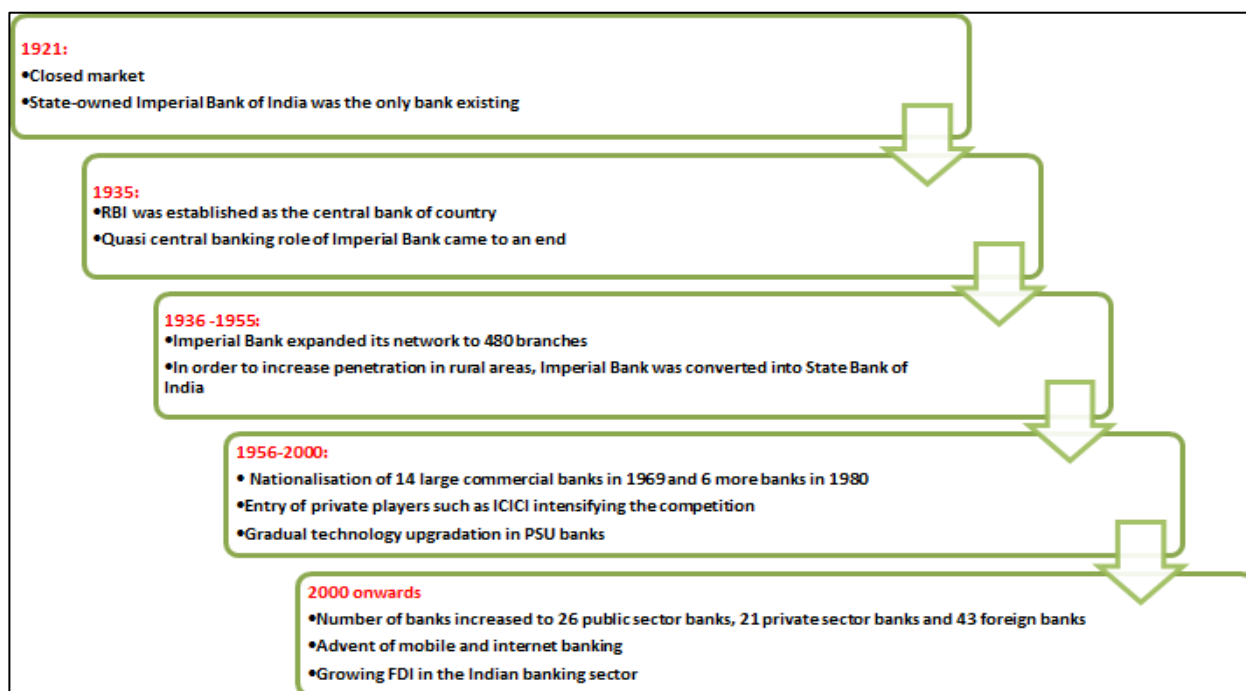 1921:
•Closed market
•State-owned Imperial Bank of India was the only bank existing
1935:
•RBI was established as the central bank of country
•Quasi central banking role of Imperial Bank came to an end
1936 -1955:
•Imperial Bank expanded its network to 480 branches
•In order to increase penetration in rural areas, Imperial Bank was converted into State Bank of
India
1956-2000:
• Nationalisation of 14 large commercial banks in 1969 and 6 more banks in 1980
•Entry of private players such as ICICI intensifying the competition
•Gradual technology upgradation in PSU banks
2000 onwards
•Number of banks increased to 26 public sector banks, 21 private sector banks and 43 foreign banks
•Advent of mobile and internet banking
•Growing FDI in the Indian banking sector